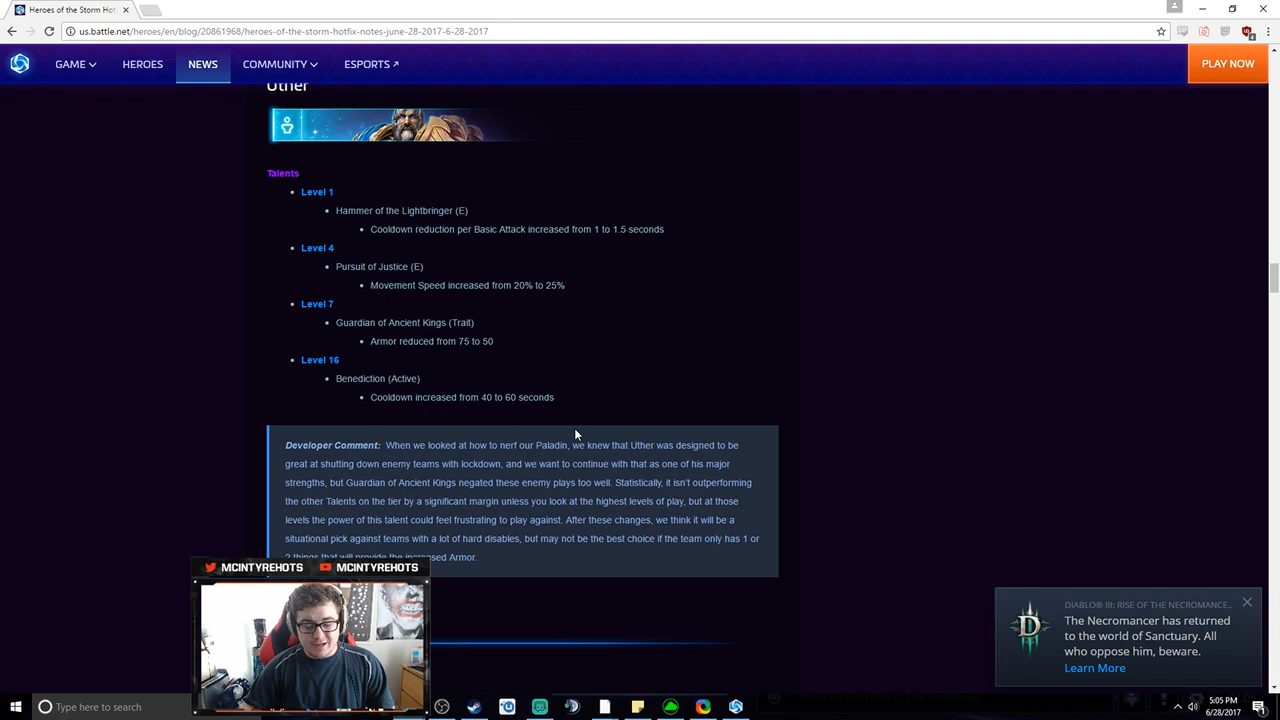 Heroes of the Storm Hot
us.battle.net/heroes/en/blog/20861968/heroes-of-the-storm-hotfix-notes-june-28-2017-6-28-2017
GAME HEROES NEWS COMMUNITY ESPORTS PLAY NOW
Uther
Talents
Level 1
Hammer of the Lightbringer (E)
Cooldown reduction per Basic Attack increased from 1 to 1.5 seconds
Level 4
Pursuit of Justice (E)
Movement Speed increased from 20% to 25%
Level 7
Guardian of Ancient Kings (Trait)
Armor reduced from 75 to 50
Level 16
Benediction (Active)
Cooldown increased from 40 to 60 seconds
Developer Comment: When we looked at how to nerf our Paladin, we knew that Uther was designed to be
great at shutting down enemy teams with lockdown, and we want to continue with that as one of his major
strengths, but Guardian of Ancient Kings negated these enemy plays too well. Statistically, it isn't outperforming
the other Talents on the tier by a significant margin unless you look at the highest levels of play, but at those
levels the power of this talent could feel frustrating to play against. After these changes, we think it will be a
situational pick against teams with a lot of hard disables, but may not be the best choice if the team only has 1 or
2 things that will provide the increased Armor.
MCINTYREHOTS MCINTYREHOTS
DIABLO® III: RISE OF THE NECROMANCE...
The Necromancer has returned
to the world of Sanctuary. All
who oppose him, beware.
Learn More
Type here to search
5:05 PM
6/28/2017